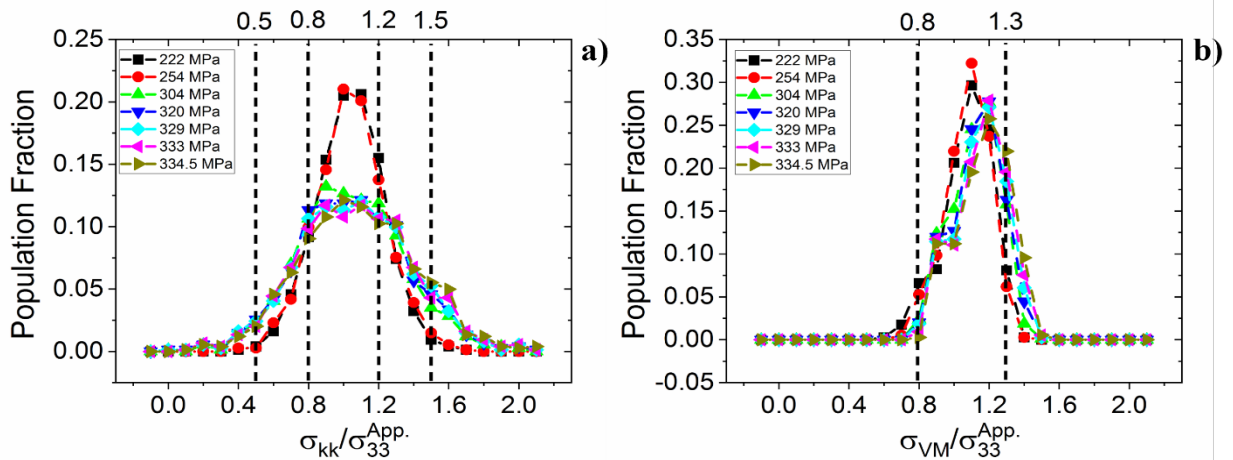 0.5 0.8 1.2 1.5
a)
0.25
0.20
0.15
0.10
0.05
0.00
Population Fraction
222 MPa
254 MPa
304 MPa
320 MPa
329 MPa
333 MPa
334.5 MPa
0.0 0.4 0.8 1.2 1.6 2.0
σkk/σ33App.
0.8 1.3
b)
0.35
0.30
0.25
0.20
0.15
0.10
0.05
0.00
-0.05
Population Fraction
222 MPa
254 MPa
304 MPa
320 MPa
329 MPa
333 MPa
334.5 MPa
0.0 0.4 0.8 1.2 1.6 2.0
σVM/σ33App.